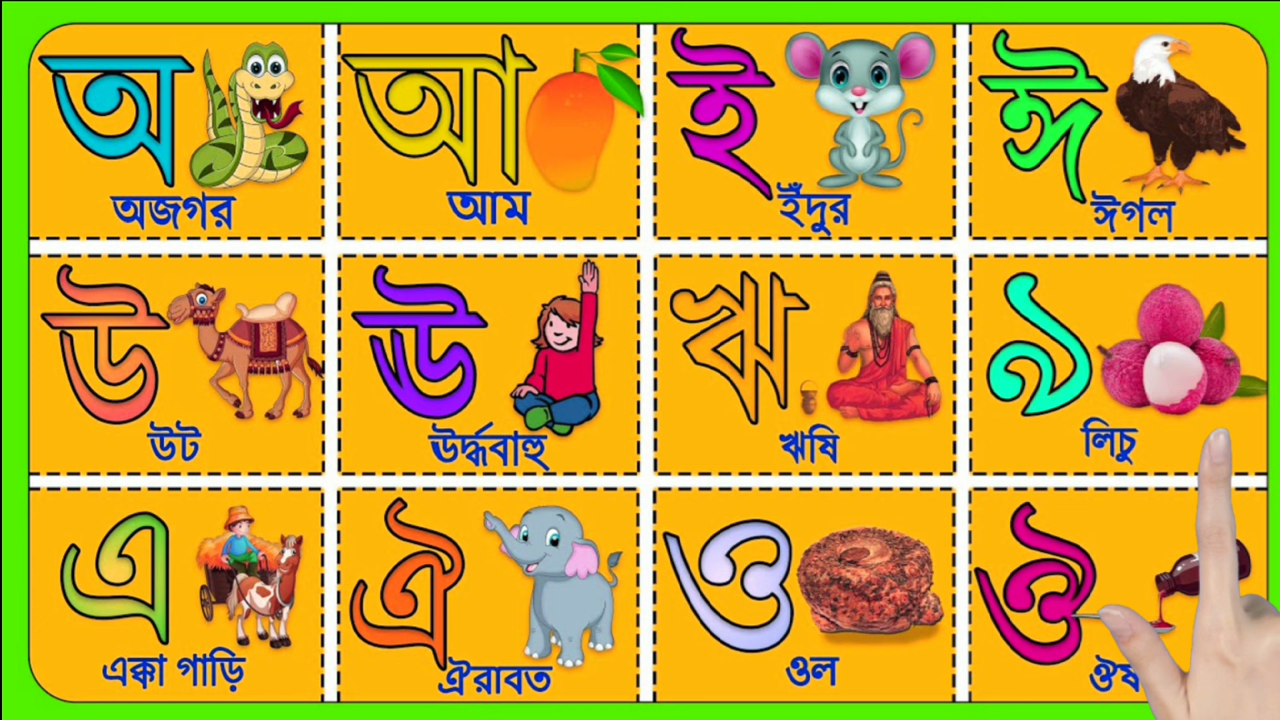 অ
অজগর
আ
আম
ই
ইঁদুর
ঈ
ঈগল
উ
উট
ঊ
ঊর্দ্ধবাহু
ঋ
ঋষি
ঌ
লিচু
এ
এক্কা গাড়ি
ঐ
ঐরাবত
ও
ওল
ঔ